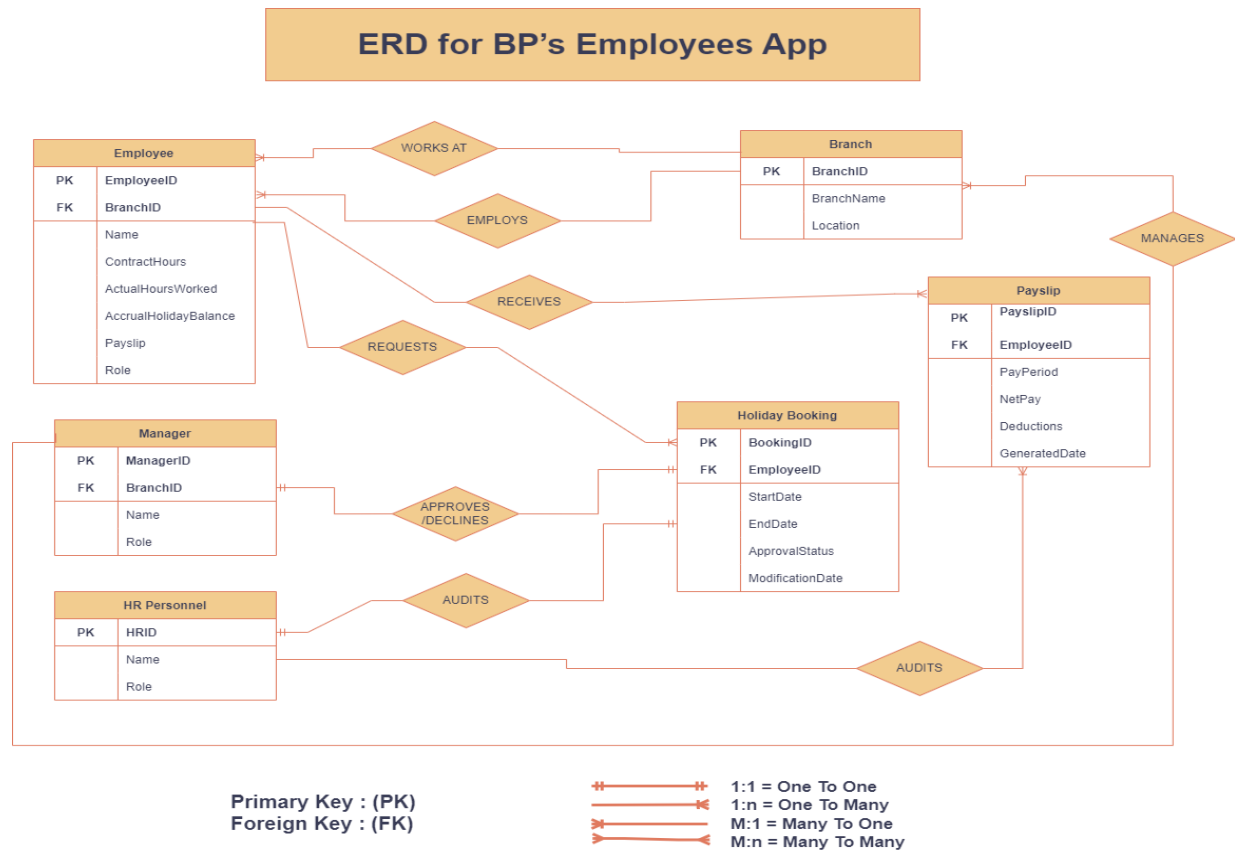 ERD for BP's Employees App
Employee
PK EmployeeID
FK BranchID
Name
ContractHours
ActualHoursWorked
AccrualHolidayBalance
Payslip
Role
WORKS AT
EMPLOYS
Branch
PK BranchID
BranchName
Location
MANAGES
RECEIVES
REQUESTS
Payslip
PK PayslipID
FK EmployeeID
PayPeriod
NetPay
Deductions
GeneratedDate
Manager
PK ManagerID
FK BranchID
Name
Role
APPROVES
/DECLINES
Holiday Booking
PK BookingID
FK EmployeeID
StartDate
EndDate
ApprovalStatus
ModificationDate
HR Personnel
PK HRID
Name
Role
AUDITS
AUDITS
Primary Key : (PK)
Foreign Key : (FK)
1:1 = One To One
1:n = One To Many
M:1 = Many To One
M:n = Many To Many